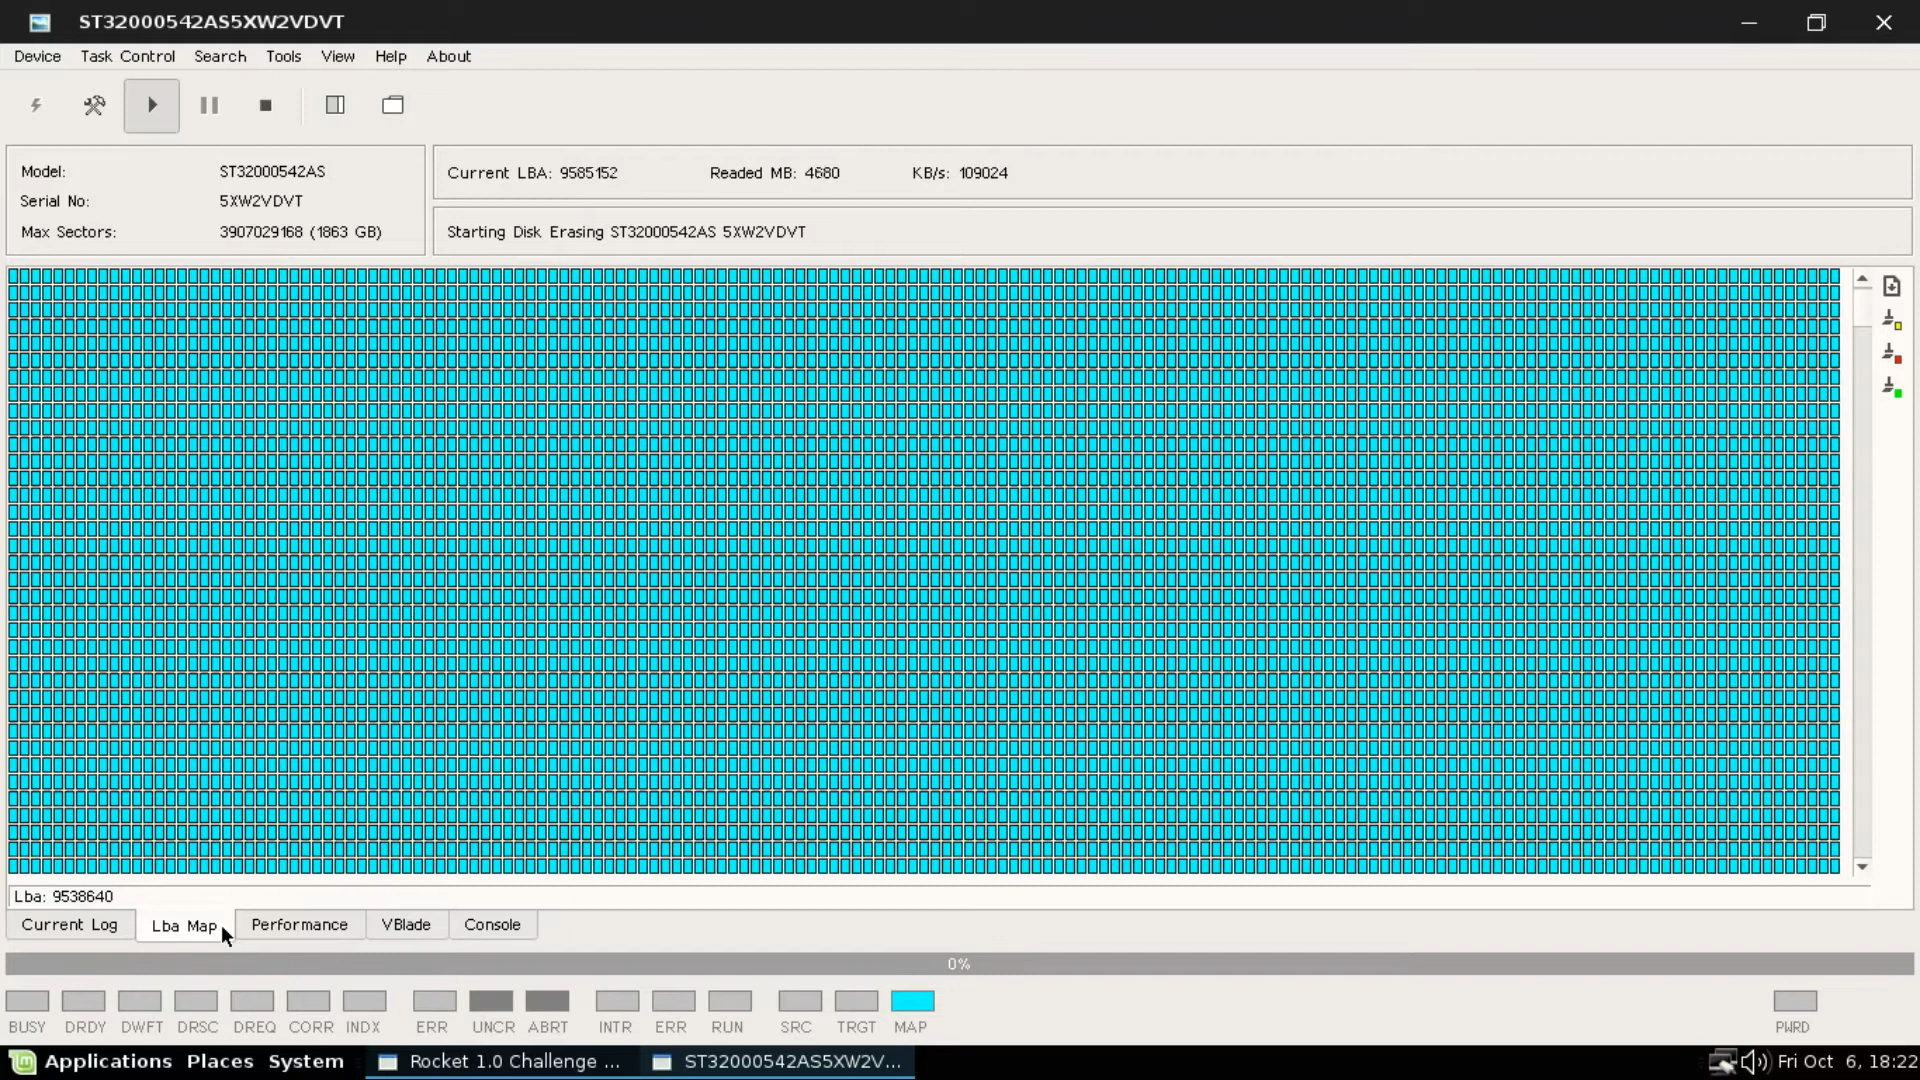 ST32000542AS5XW2VDVT
Device Task Control Search Tools View Help About
Model: ST32000542AS
Serial No: 5XW2VDVT
Max Sectors: 3907029168 (1863 GB)
Current LBA: 9585152 Readed MB: 4680 KB/s: 109024
Starting Disk Erasing ST32000542AS 5XW2VDVT
Lba: 9538640
Current Log Lba Map Performance VBlade Console
0%
BUSY DRDY DWFT DRSC DREQ CORR INDX ERR UNCR ABRT INTR ERR RUN SRC TRGT MAP PWRD
Applications Places System Rocket 1.0 Challenge ... ST32000542AS5XW2V... Fri Oct 6, 18:22